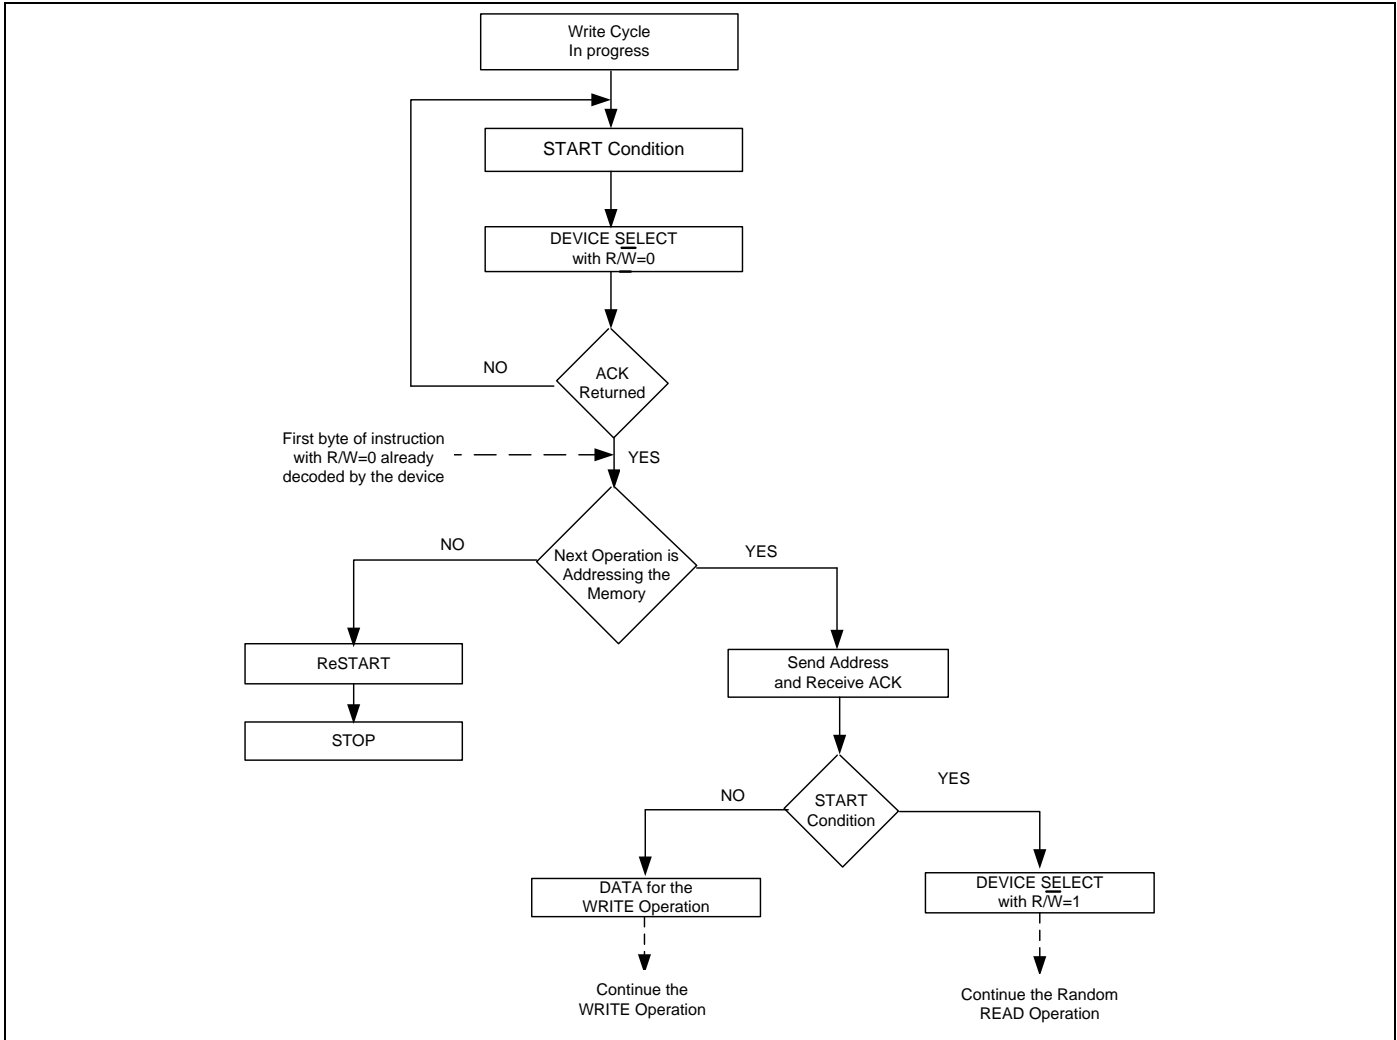 Write Cycle
In progress
START Condition
DEVICE SELECT
with R/W̅=0
NO
ACK
Returned
First byte of instruction
with R/W=0 already
decoded by the device
YES
NO
YES
Next Operation is
Addressing the
Memory
ReSTART
Send Address
and Receive ACK
STOP
YES
NO
START
Condition
DATA for the
WRITE Operation
DEVICE SELECT
with R/W̅=1
Continue the
WRITE Operation
Continue the Random
READ Operation